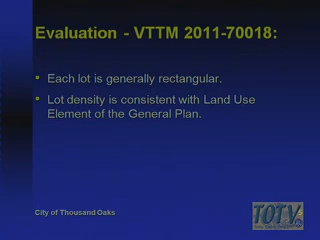 Evaluation - VTTM 2011-70018:
• Each lot is generally rectangular.
• Lot density is consistent with Land Use
Element of the General Plan.
City of Thousand Oaks
TOTV